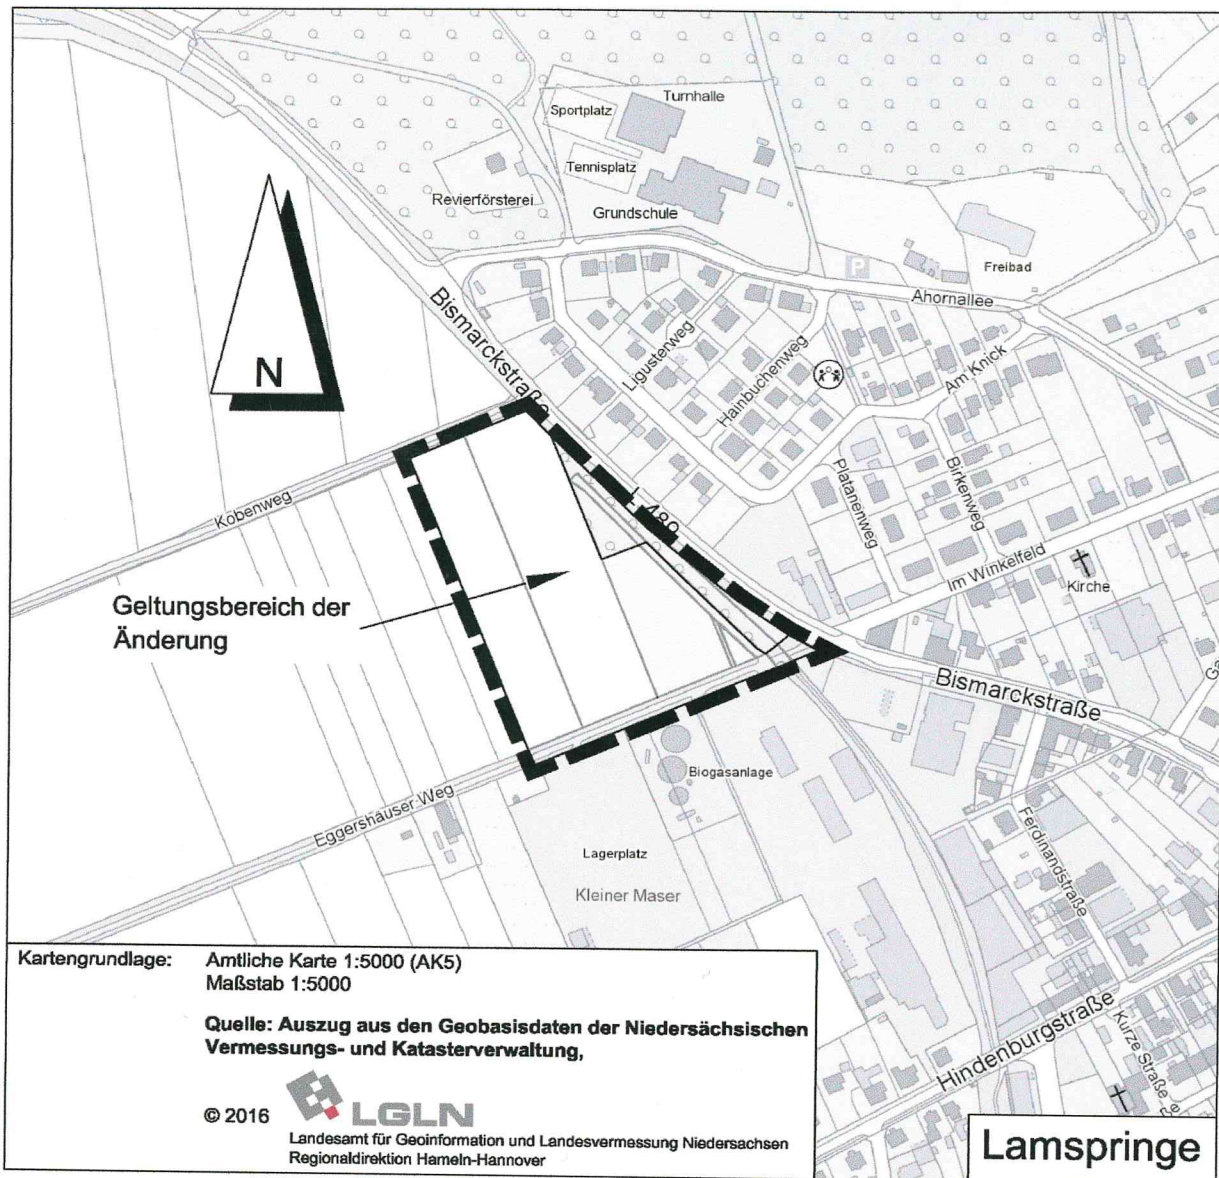 Turnhalle
Sportplatz
Tennisplatz
Revierförsterei
Grundschule
Freibad
P
Ahornallee
Bismarckstraße
Ligusterweg
Hainbuchenweg
Am Knick
N
Platanenweg
Birkenweg
Köbenweg
L 489
Im Winkelfeld
Kirche
Geltungsbereich der
Änderung
Bismarckstraße
Ga
Biogasanlage
Eggershäuser-Weg
Ferdinandstraße
Lagerplatz
Kleiner Maser
Hindenburgstraße
Kurze Straße
Kartengrundlage:
Amtliche Karte 1:5000 (AK5)
Maßstab 1:5000
Quelle: Auszug aus den Geobasisdaten der Niedersächsischen
Vermessungs- und Katasterverwaltung,
© 2016
LGLN
Landesamt für Geoinformation und Landesvermessung Niedersachsen
Regionaldirektion Hameln-Hannover
Lamspringe